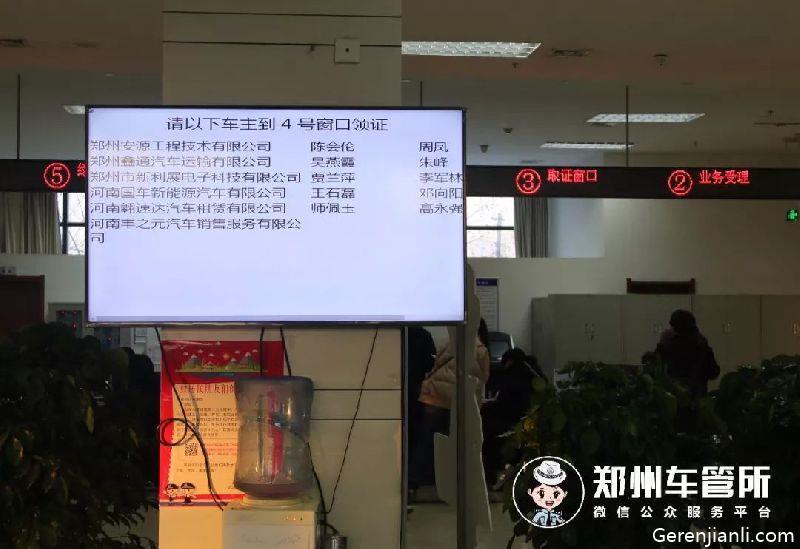 请以下车主到 4 号窗口领证
郑州安源工程技术有限公司 陈会伦 周凤
郑州鑫通汽车运输有限公司 吴燕霞 朱峰
郑州市新利展电子科技有限公司 贾兰萍 李军林
河南国车新能源汽车有限公司 王石磊 邓向阳
河南翱速达汽车租赁有限公司 师佩玉 高永强
河南丰之元汽车销售服务有限公
司
⑤
③ 取证窗口
② 业务受理
郑州车管所
微信公众服务平台
Gerenjianli.com